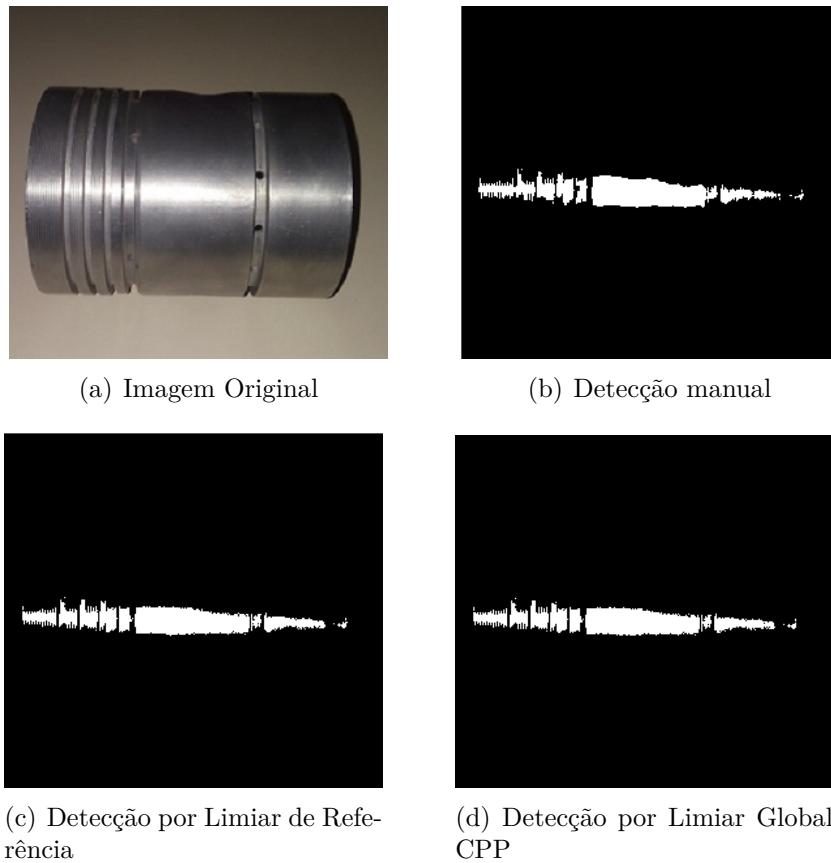 (a) Imagem Original
(b) Detecção manual
(c) Detecção por Limiar de Refe-
rência
(d) Detecção por Limiar Global
CPP